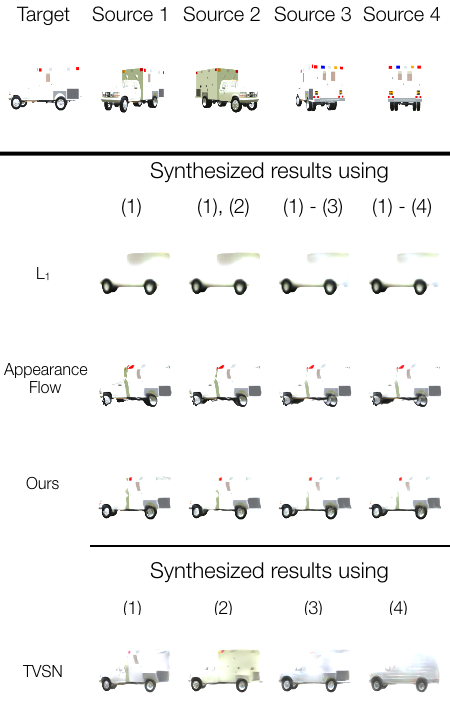 Target Source 1 Source 2 Source 3 Source 4
Synthesized results using
(1) (1), (2) (1) - (3) (1) - (4)
L₁
Appearance
Flow
Ours
Synthesized results using
(1) (2) (3) (4)
TVSN